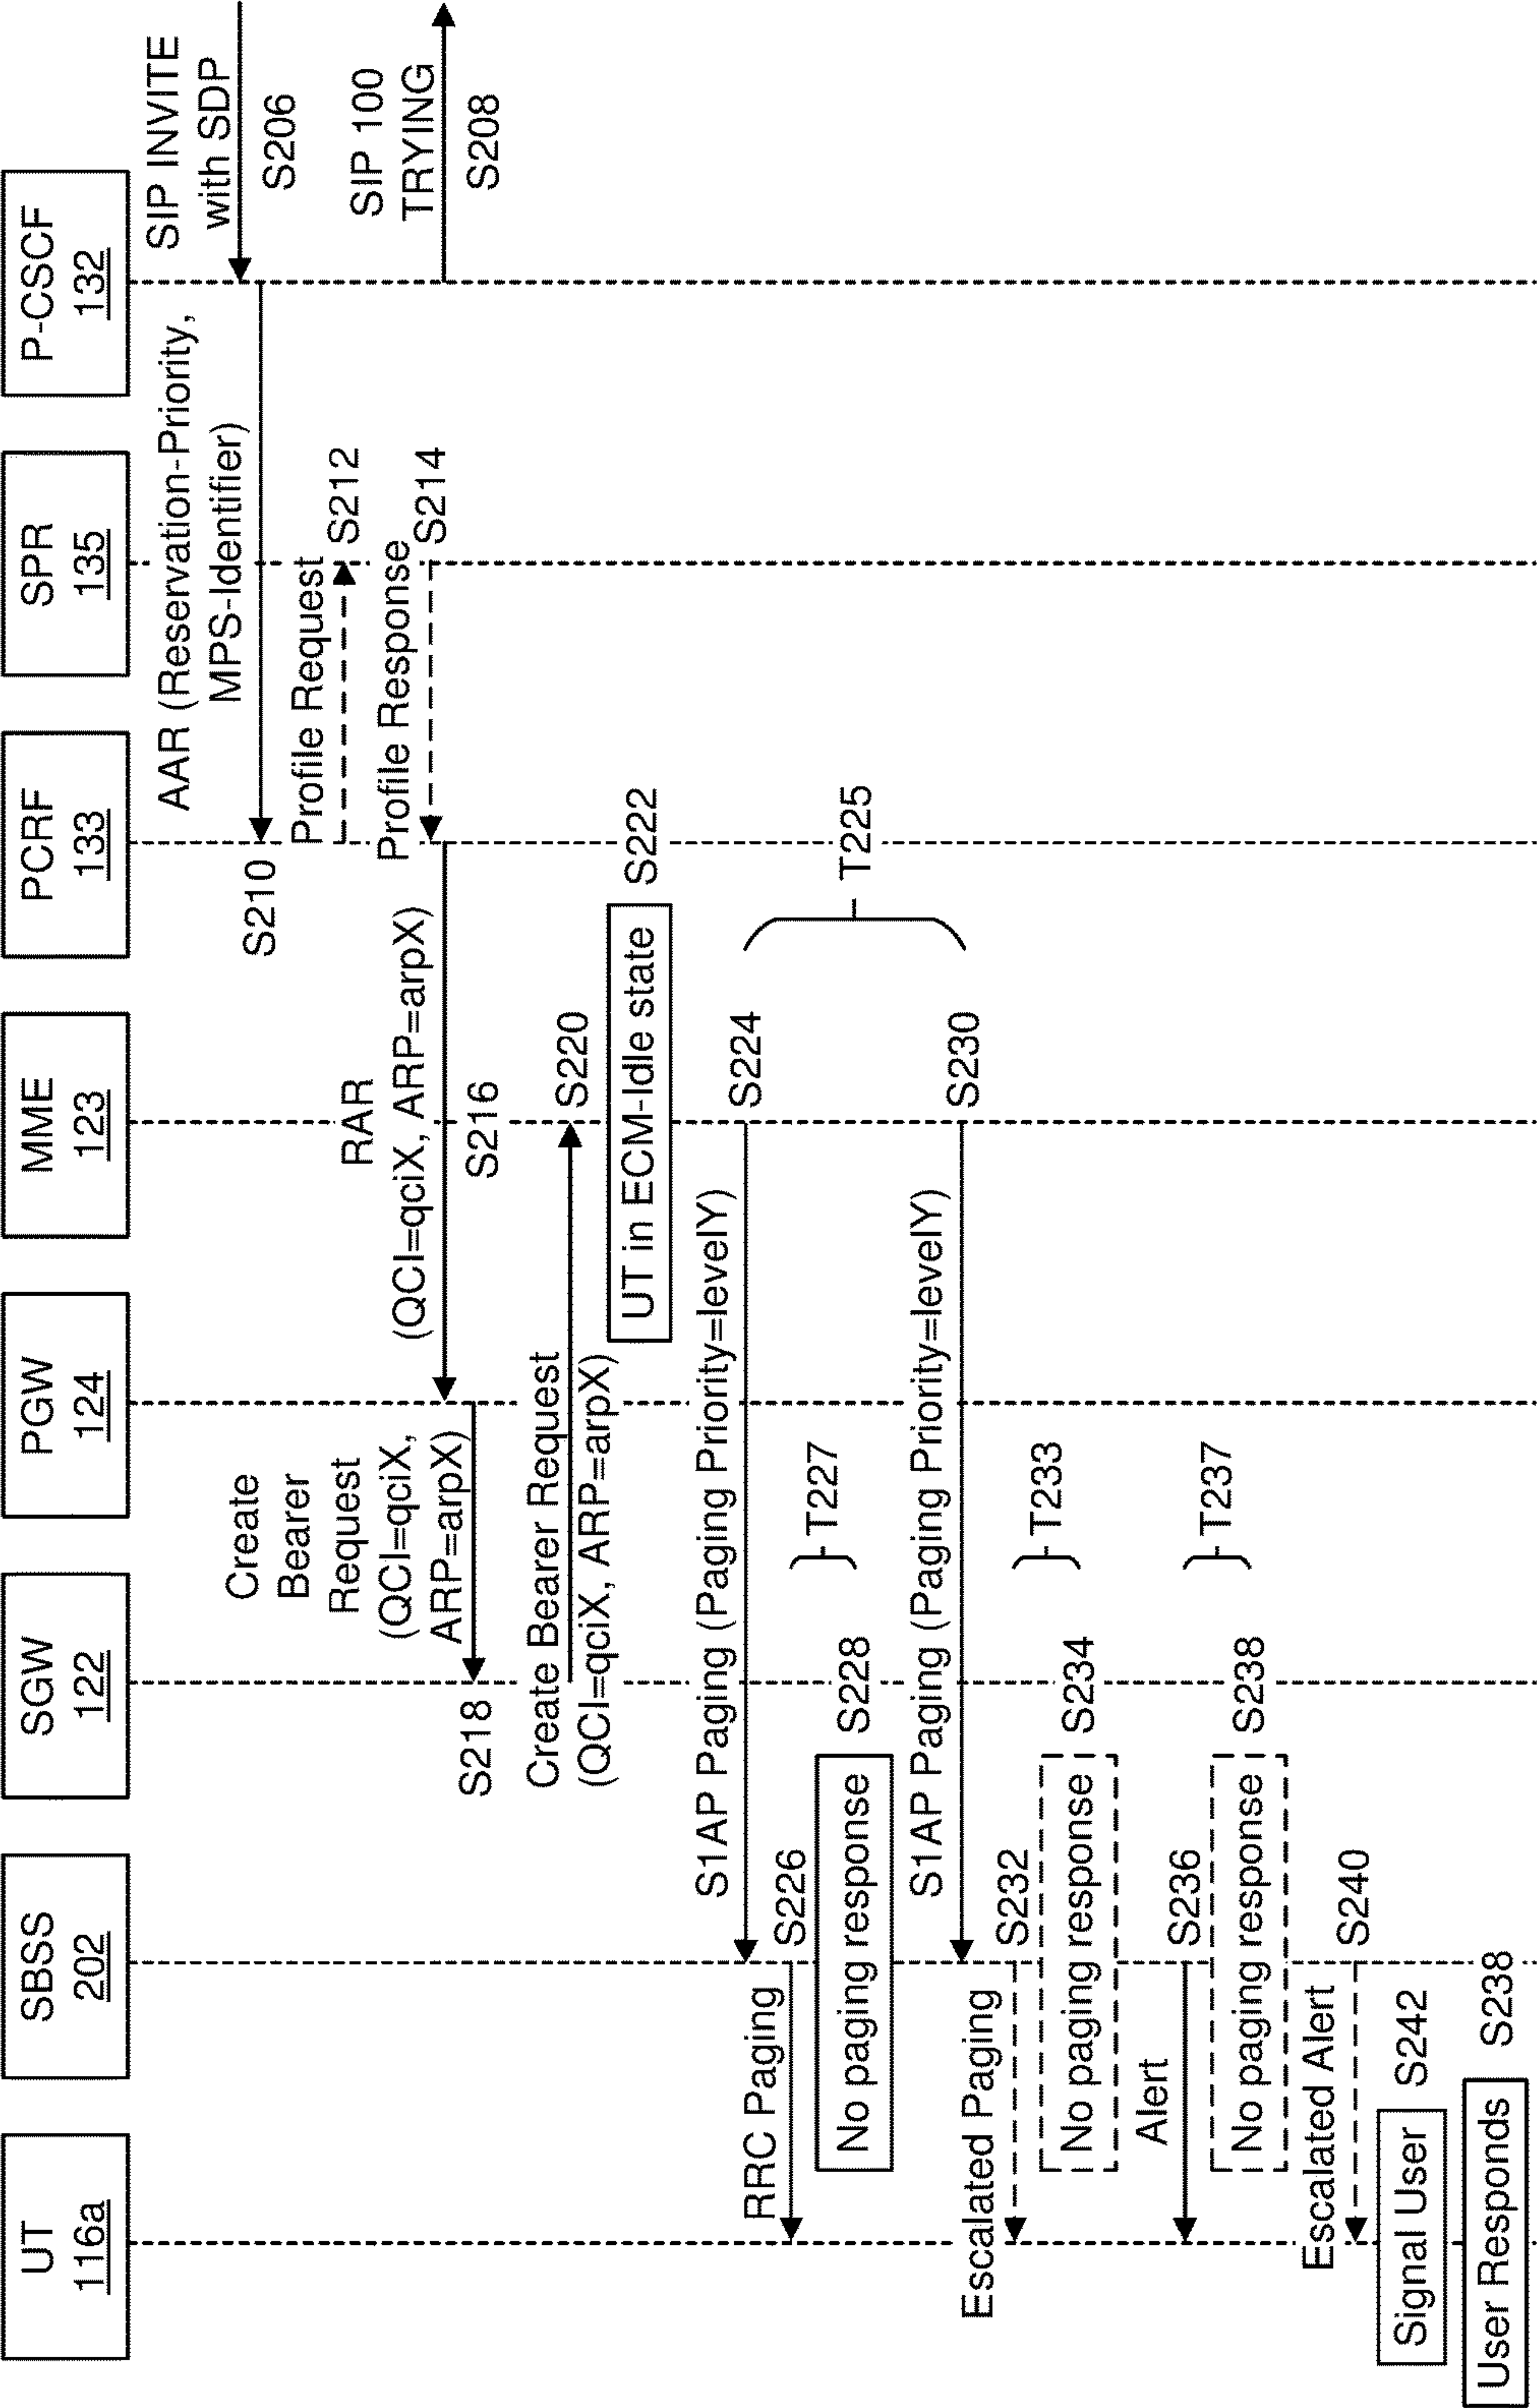 UT
116a
SBSS
202
SGW
122
PGW
124
MME
123
PCRF
133
SPR
135
P-CSCF
132
SIP INVITE
with SDP
S206
AAR (Reservation-Priority,
MPS-Identifier)
S210
SIP 100
TRYING
S208
Profile Request
S212
Profile Response
S214
RAR
(QCI=qciX, ARP=arpX)
S216
Create
Bearer
Request
(QCI=qciX,
ARP=arpX)
S218
Create Bearer Request
(QCI=qciX, ARP=arpX)
S220
UT in ECM-Idle state
S222
S1AP Paging (Paging Priority=levelY)
S224
T225
RRC Paging
S226
T227
No paging response
S228
S1AP Paging (Paging Priority=levelY)
S230
Escalated Paging
S232
T233
No paging response
S234
Alert
S236
T237
No paging response
S238
Escalated Alert
S240
Signal User
S242
User Responds
S238